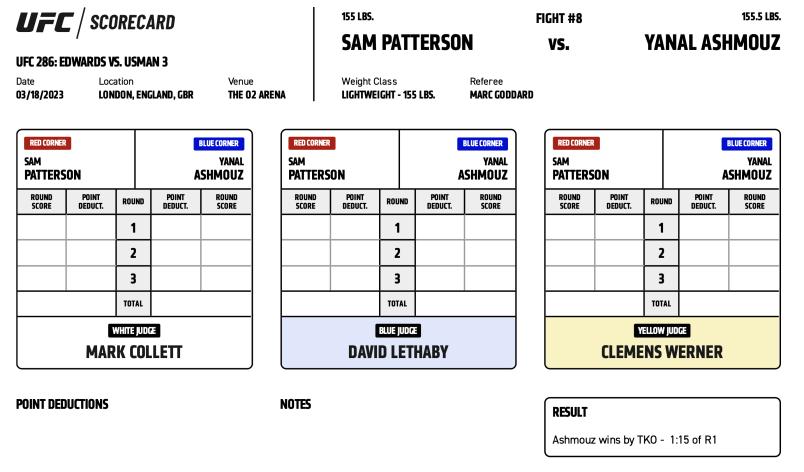 UFC / SCORECARD
UFC 286: EDWARDS VS. USMAN 3
Date Location Venue
03/18/2023 LONDON, ENGLAND, GBR THE O2 ARENA
155 LBS. FIGHT #8 155.5 LBS.
SAM PATTERSON vs. YANAL ASHMOUZ
Weight Class Referee
LIGHTWEIGHT - 155 LBS. MARC GODDARD
RED CORNER BLUE CORNER
SAM YANAL
PATTERSON ASHMOUZ
ROUND SCORE POINT DEDUCT. ROUND POINT DEDUCT. ROUND SCORE
1
2
3
TOTAL
WHITE JUDGE
MARK COLLETT
RED CORNER BLUE CORNER
SAM YANAL
PATTERSON ASHMOUZ
ROUND SCORE POINT DEDUCT. ROUND POINT DEDUCT. ROUND SCORE
1
2
3
TOTAL
BLUE JUDGE
DAVID LETHABY
RED CORNER BLUE CORNER
SAM YANAL
PATTERSON ASHMOUZ
ROUND SCORE POINT DEDUCT. ROUND POINT DEDUCT. ROUND SCORE
1
2
3
TOTAL
YELLOW JUDGE
CLEMENS WERNER
POINT DEDUCTIONS
NOTES
RESULT
Ashmouz wins by TKO - 1:15 of R1